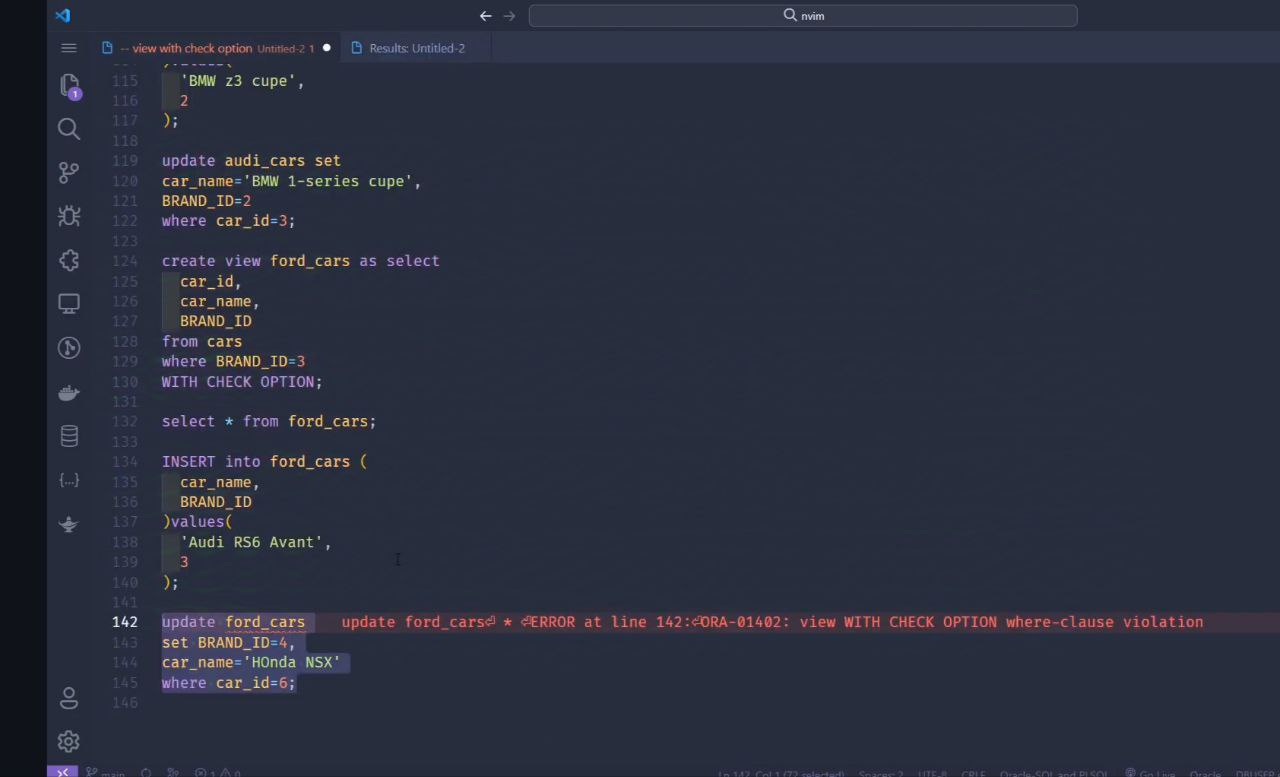 nvim
-- view with check option Untitled-2 1
Results: Untitled-2
1
115 'BMW z3 cupe',
116 2
117 );
118
119 update audi_cars set
120 car_name='BMW 1-series cupe',
121 BRAND_ID=2
122 where car_id=3;
123
124 create view ford_cars as select
125 car_id,
126 car_name,
127 BRAND_ID
128 from cars
129 where BRAND_ID=3
130 WITH CHECK OPTION;
131
132 select * from ford_cars;
133
134 INSERT into ford_cars (
135 car_name,
136 BRAND_ID
137 )values(
138 'Audi RS6 Avant',
139 3
140 );
141
142 update ford_cars update ford_cars⏎ * ⏎ERROR at line 142:⏎ORA-01402: view WITH CHECK OPTION where-clause violation
143 set BRAND_ID=4,
144 car_name='HOnda NSX'
145 where car_id=6;
146
main